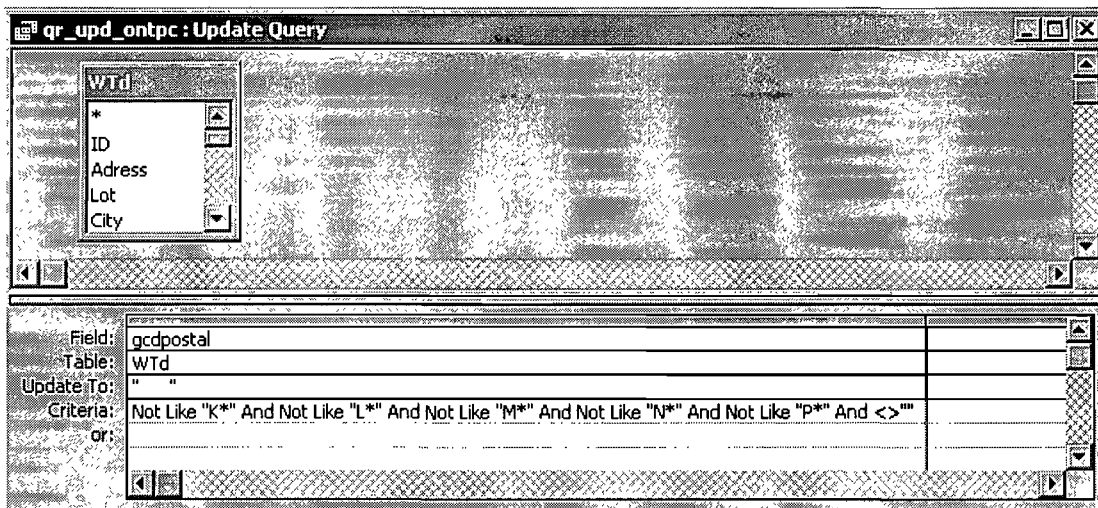 qr_upd_ontpc : Update Query
WTd
*
ID
Adress
Lot
City
Field: gcdpostal
Table: WTd
Update To: "      "
Criteria: Not Like "K*" And Not Like "L*" And Not Like "M*" And Not Like "N*" And Not Like "P*" And <>""
or: